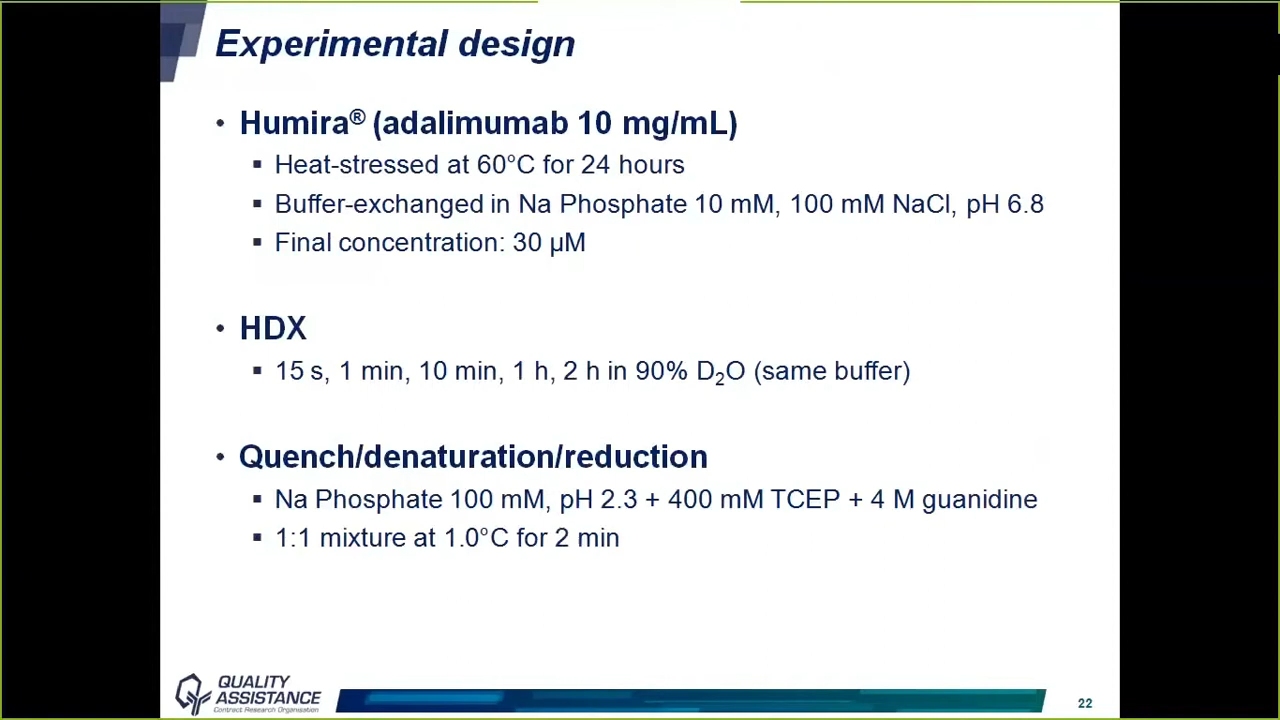 Experimental design
• Humira® (adalimumab 10 mg/mL)
▪ Heat-stressed at 60°C for 24 hours
▪ Buffer-exchanged in Na Phosphate 10 mM, 100 mM NaCl, pH 6.8
▪ Final concentration: 30 µM
• HDX
▪ 15 s, 1 min, 10 min, 1 h, 2 h in 90% D₂O (same buffer)
• Quench/denaturation/reduction
▪ Na Phosphate 100 mM, pH 2.3 + 400 mM TCEP + 4 M guanidine
▪ 1:1 mixture at 1.0°C for 2 min
QUALITY
ASSISTANCE
Contract Research Organisation
22